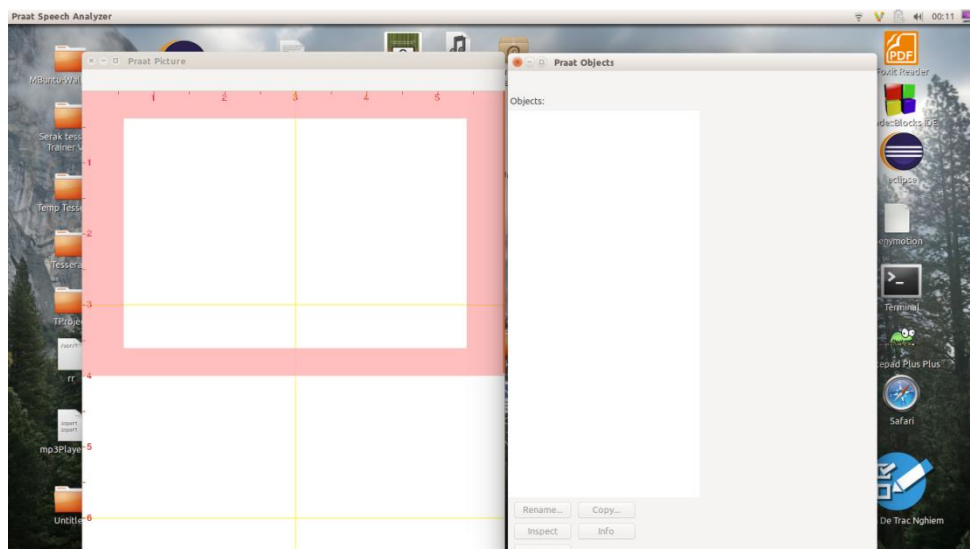 Praat Speech Analyzer
00:11
Praat Picture
Praat Objects
MBuntu-Wal
Foxit Reader
PDF
1 2 3 4 5
Objects:
de::Blocks IDE
Serak tess
Trainer V
1
eclipse
Temp Tesse
2
enymotion
Tessera
3
Terminal
TProje
rr
4
epad Plus Plus
Safari
mp3Playe
5
Rename... Copy...
Untitle
6
De Trac Nghiem
Inspect Info